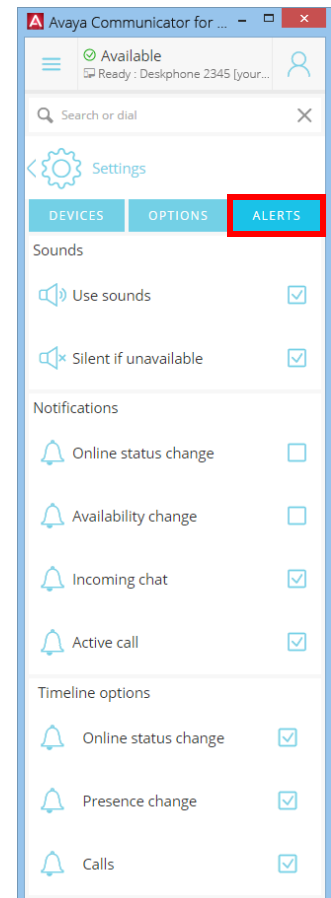 Avaya Communicator for ...
Available
Ready : Deskphone 2345 [your...
Search or dial
Settings
DEVICES OPTIONS ALERTS
Sounds
Use sounds
Silent if unavailable
Notifications
Online status change
Availability change
Incoming chat
Active call
Timeline options
Online status change
Presence change
Calls